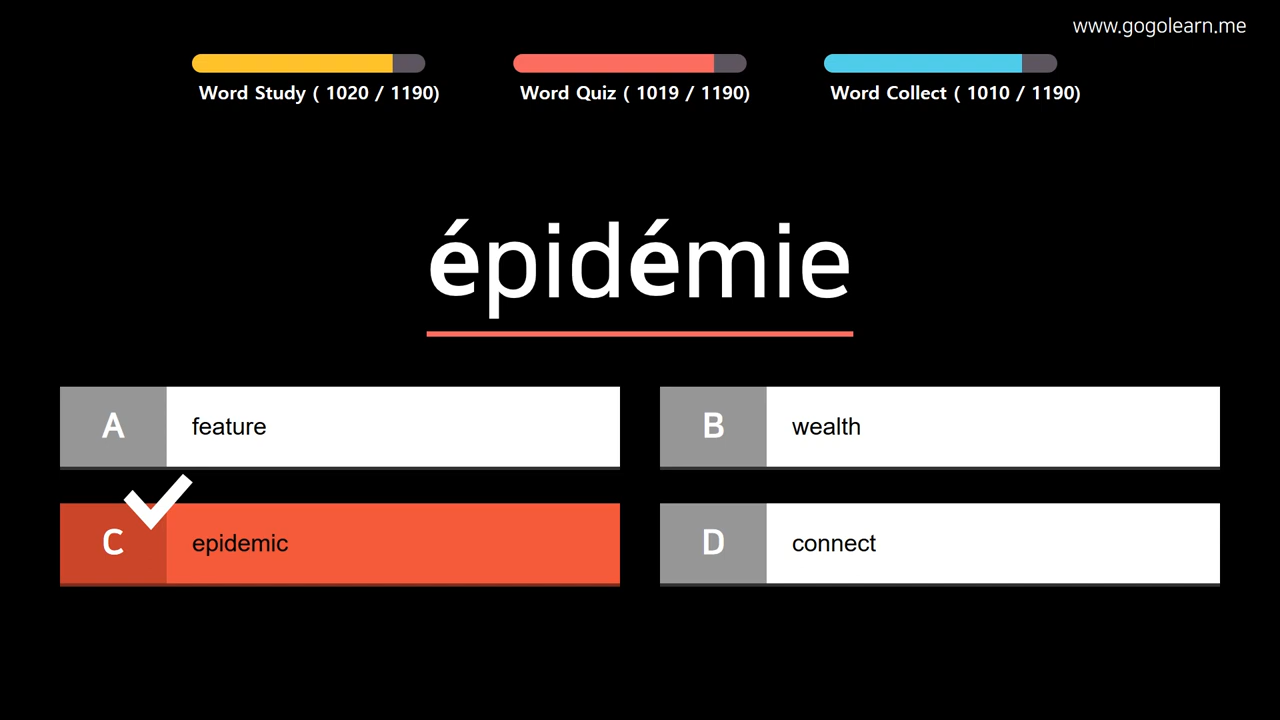 www.gogolearn.me
Word Study ( 1020 / 1190)
Word Quiz ( 1019 / 1190)
Word Collect ( 1010 / 1190)
épidémie
A feature
B wealth
C epidemic
D connect